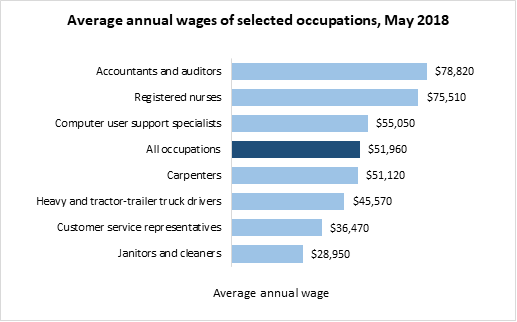 Average annual wages of selected occupations, May 2018
Accountants and auditors $78,820
Registered nurses $75,510
Computer user support specialists $55,050
All occupations $51,960
Carpenters $51,120
Heavy and tractor-trailer truck drivers $45,570
Customer service representatives $36,470
Janitors and cleaners $28,950
Average annual wage